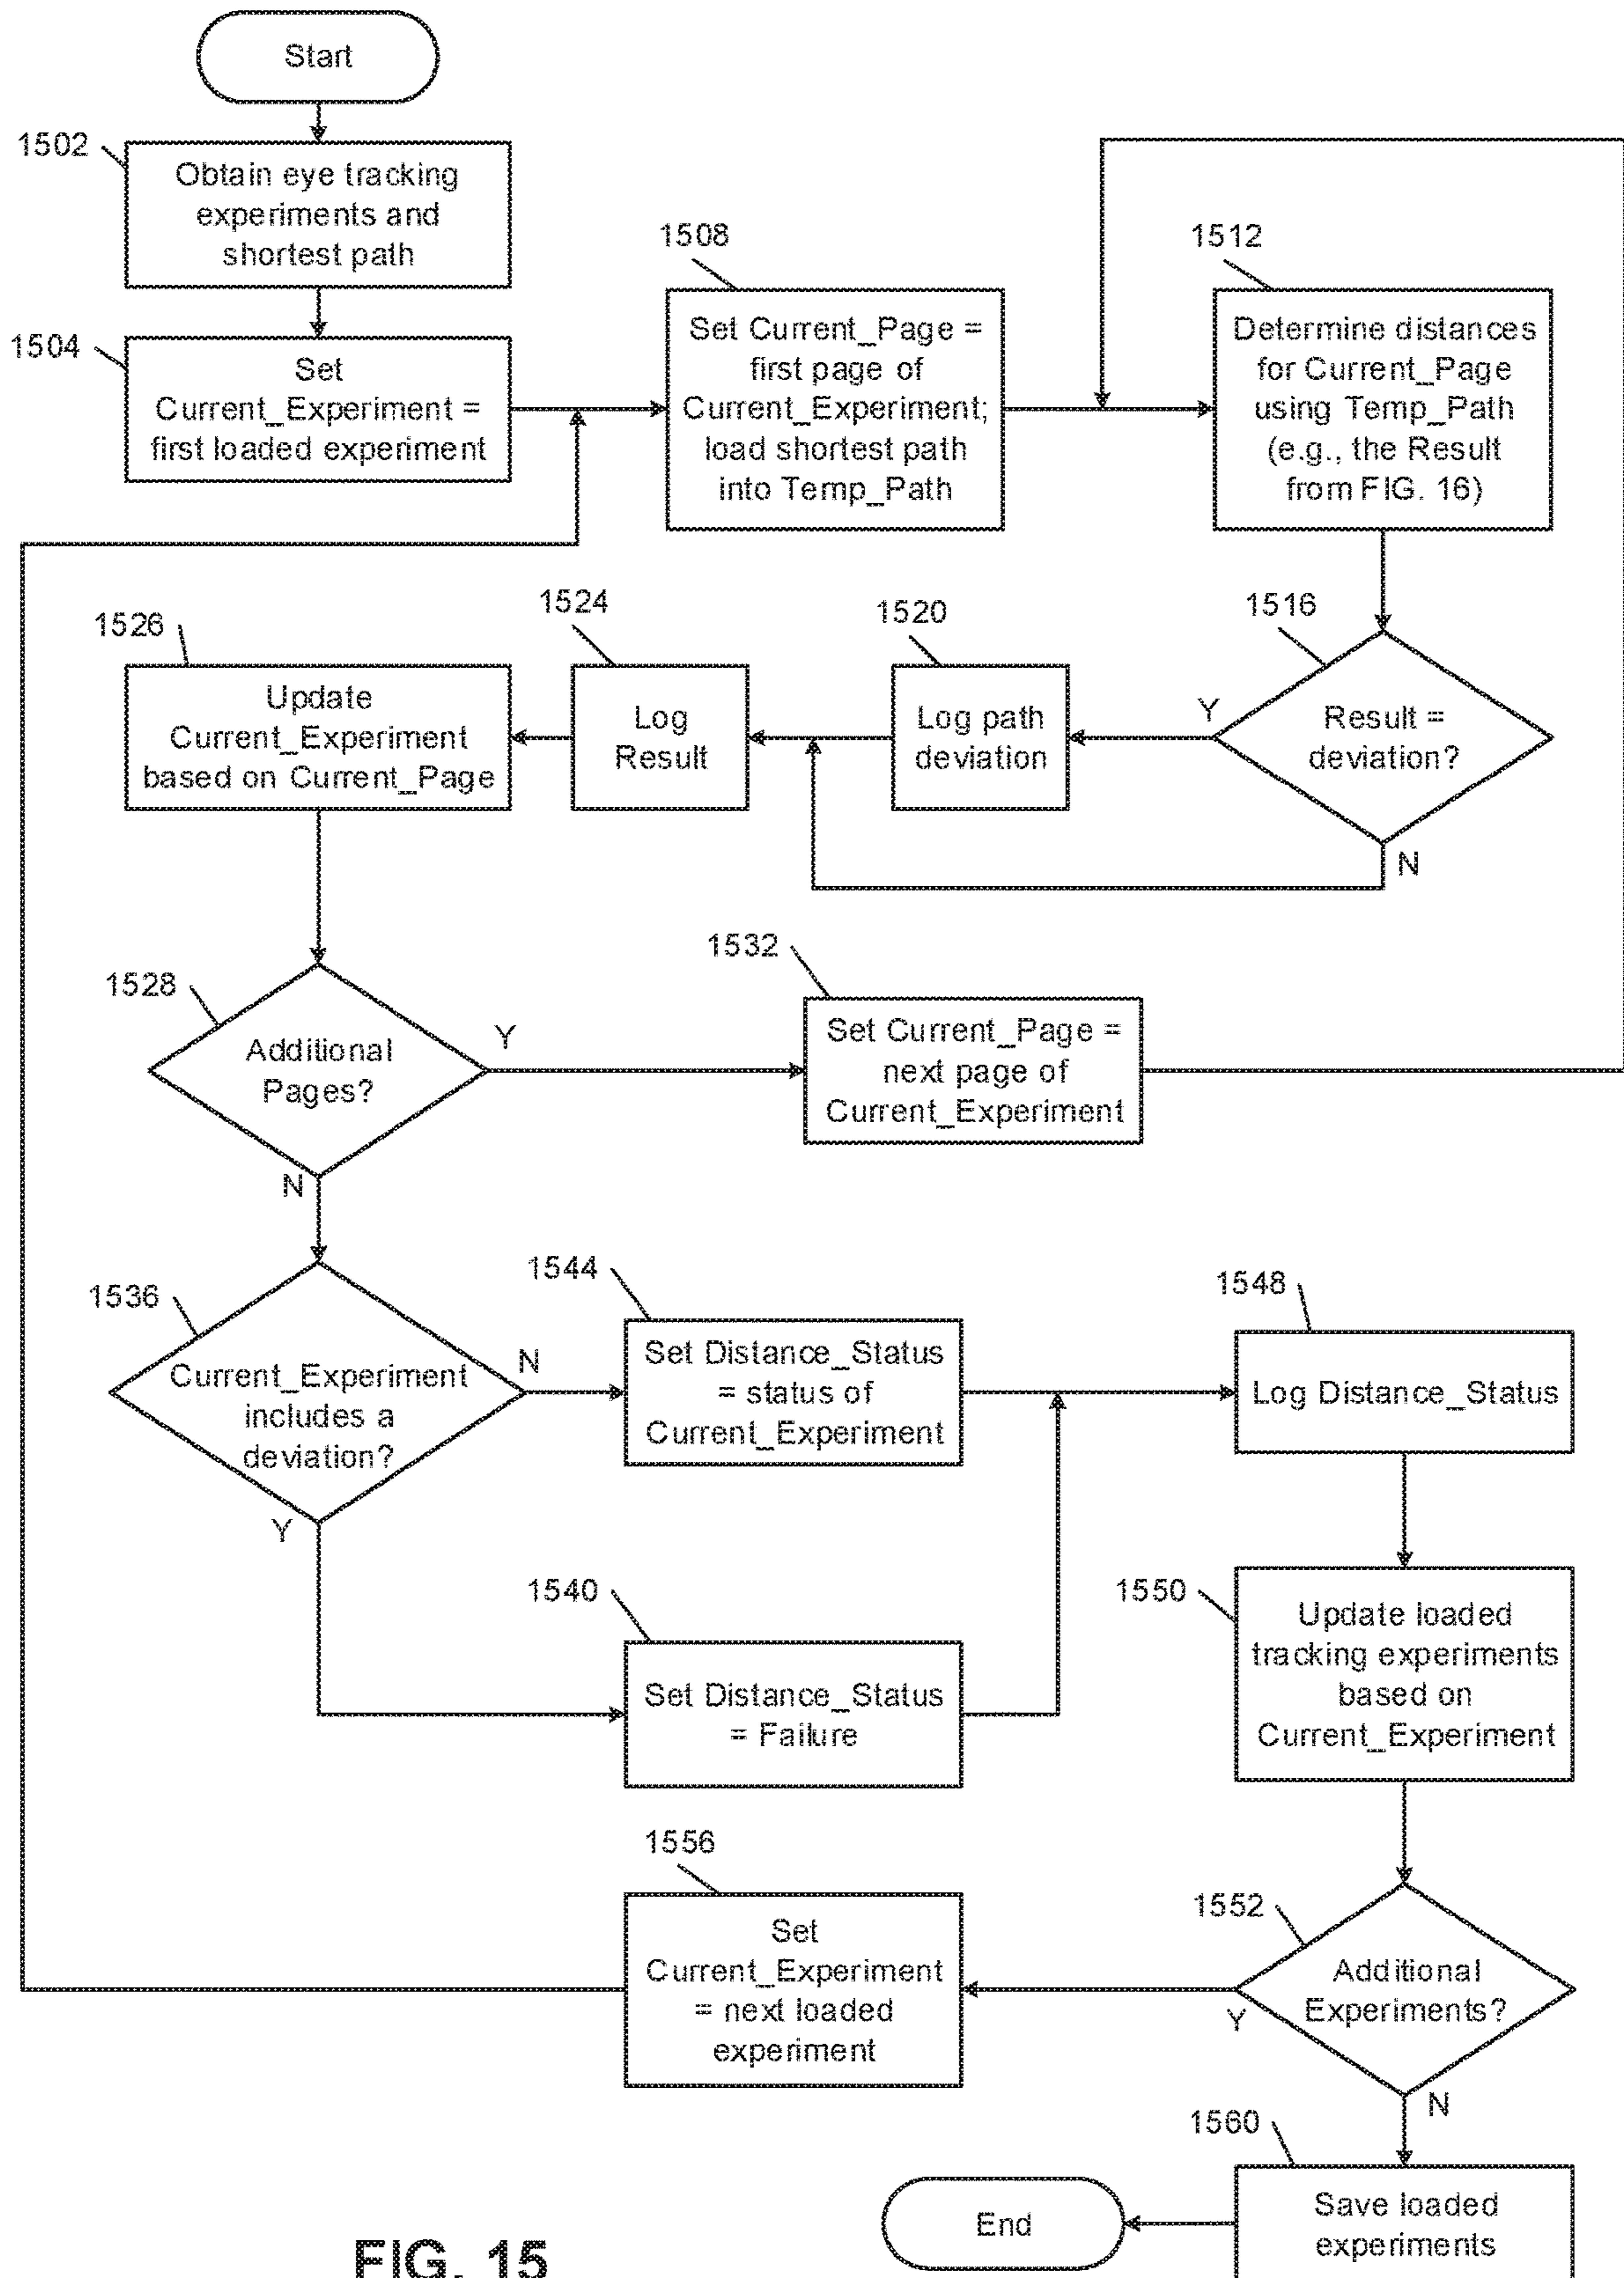 Start
1502
Obtain eye tracking
experiments and
shortest path
1504
Set
Current_Experiment =
first loaded experiment
1508
Set Current_Page =
first page of
Current_Experiment;
load shortest path
into Temp_Path
1512
Determine distances
for Current_Page
using Temp_Path
(e.g., the Result
from FIG. 16)
1516
Result =
deviation?
Y
N
1520
Log path
deviation
1524
Log
Result
1526
Update
Current_Experiment
based on Current_Page
1528
Additional
Pages?
Y
N
1532
Set Current_Page =
next page of
Current_Experiment
1536
Current_Experiment
includes a
deviation?
N
Y
1544
Set Distance_Status
= status of
Current_Experiment
1540
Set Distance_Status
= Failure
1548
Log Distance_Status
1550
Update loaded
tracking experiments
based on
Current_Experiment
1552
Additional
Experiments?
Y
N
1556
Set
Current_Experiment
= next loaded
experiment
1560
Save loaded
experiments
End
FIG. 15